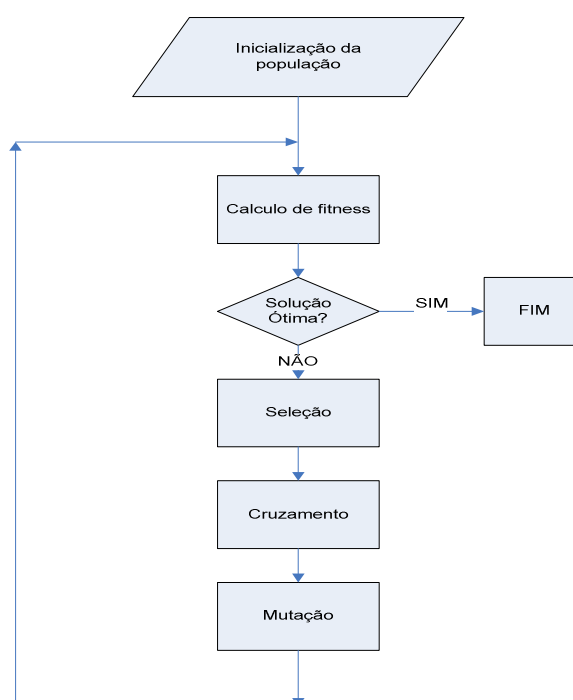 Inicialização da
população
Calculo de fitness
Solução
Ótima?
SIM
FIM
NÃO
Seleção
Cruzamento
Mutação